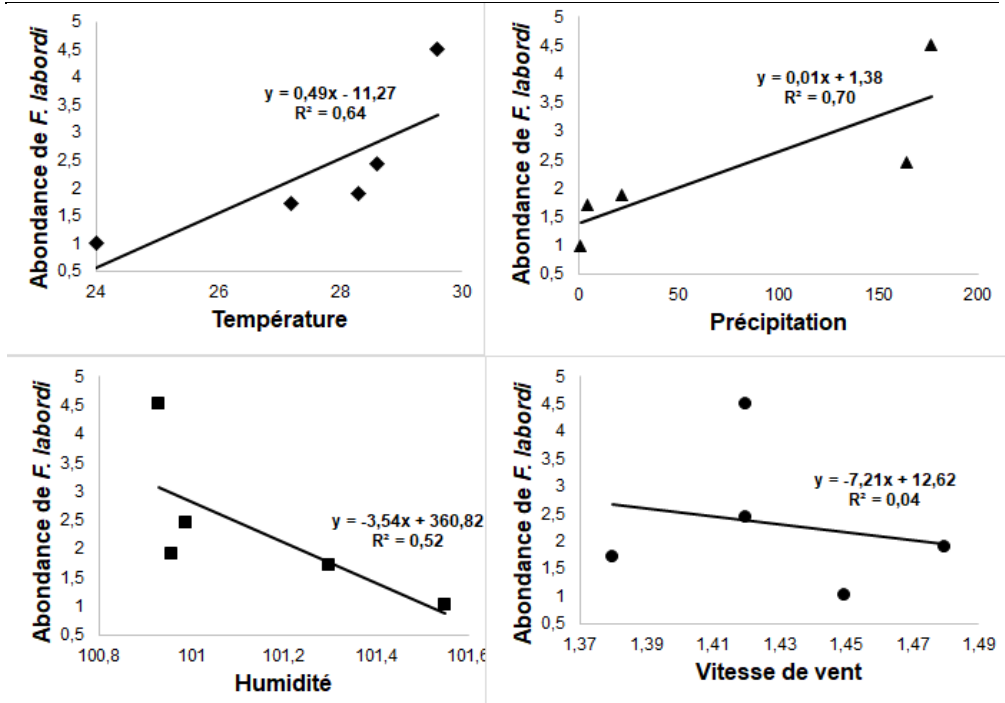 Abondance de F. labordi
5
4,5
4
3,5
3
2,5
2
1,5
1
0,5
y = 0,49x - 11,27
R² = 0,64
24 26 28 30
Température
Abondance de F. labordi
5
4,5
4
3,5
3
2,5
2
1,5
1
0,5
y = 0,01x + 1,38
R² = 0,70
0 50 100 150 200
Précipitation
Abondance de F. labordi
5
4,5
4
3,5
3
2,5
2
1,5
1
0,5
y = -3,54x + 360,82
R² = 0,52
100,8 101 101,2 101,4 101,6
Humidité
Abondance de F. labordi
5
4,5
4
3,5
3
2,5
2
1,5
1
0,5
y = -7,21x + 12,62
R² = 0,04
1,37 1,39 1,41 1,43 1,45 1,47 1,49
Vitesse de vent